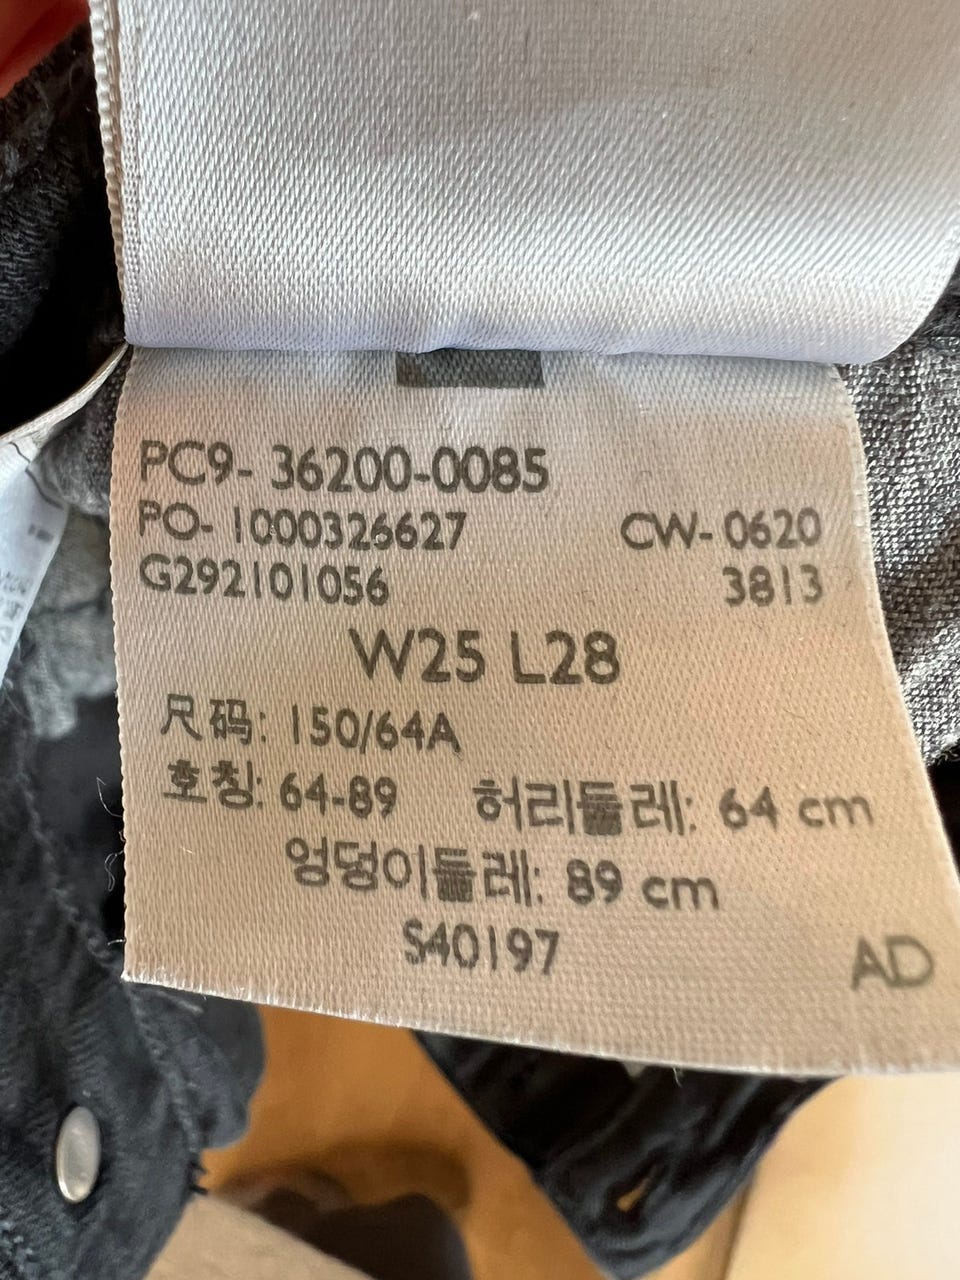 PC9- 36200-0085
PO- 1000326627 CW- 0620
G292101056 3813
W25 L28
尺码: 150/64A
호칭: 64-89 허리둘레: 64 cm
엉덩이둘레: 89 cm
S40197 AD